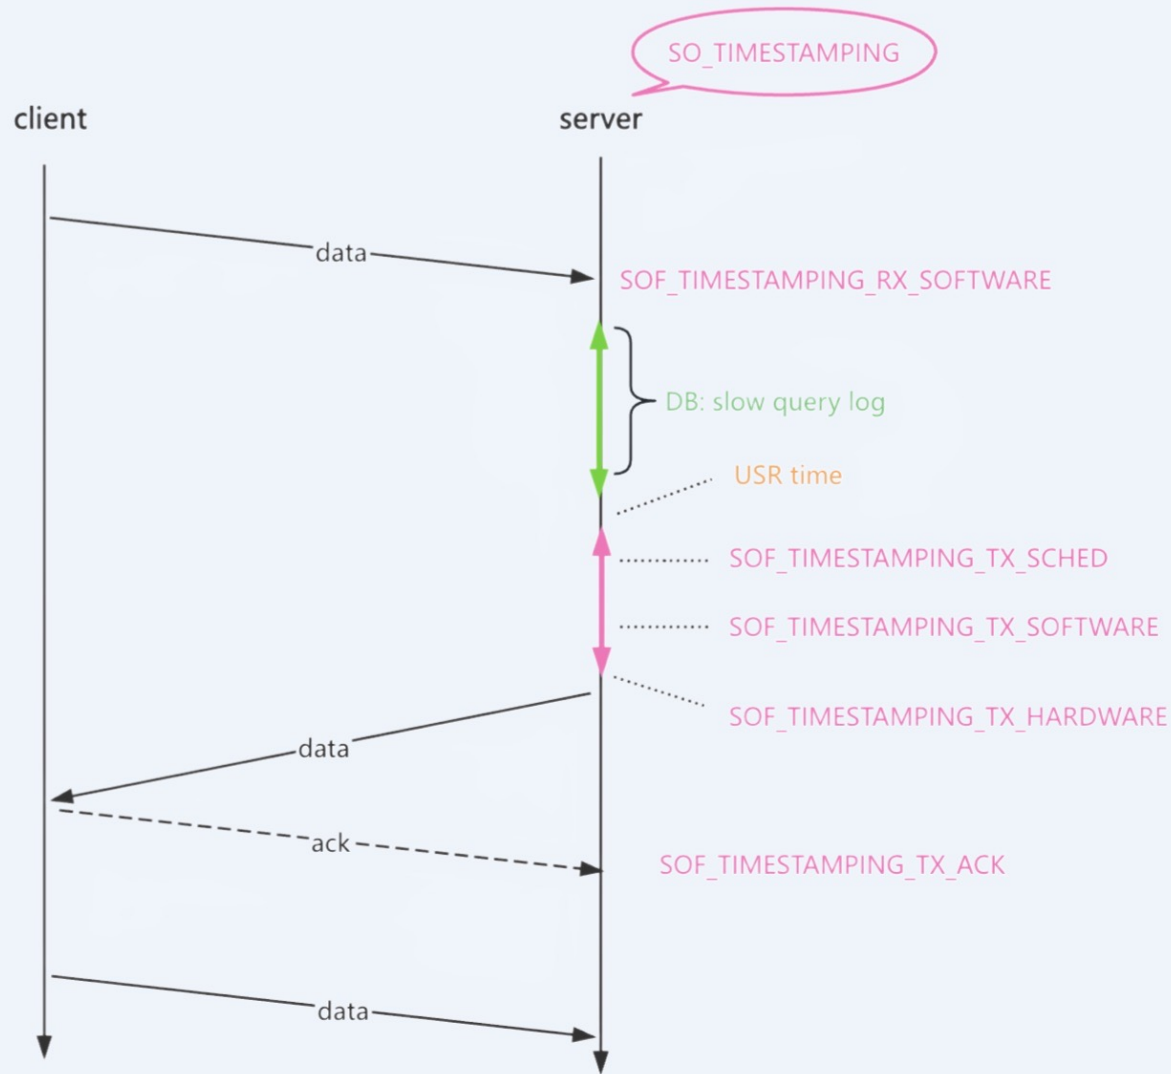 SO_TIMESTAMPING
client
server
data
SOF_TIMESTAMPING_RX_SOFTWARE
DB: slow query log
USR time
SOF_TIMESTAMPING_TX_SCHED
SOF_TIMESTAMPING_TX_SOFTWARE
SOF_TIMESTAMPING_TX_HARDWARE
data
ack
SOF_TIMESTAMPING_TX_ACK
data